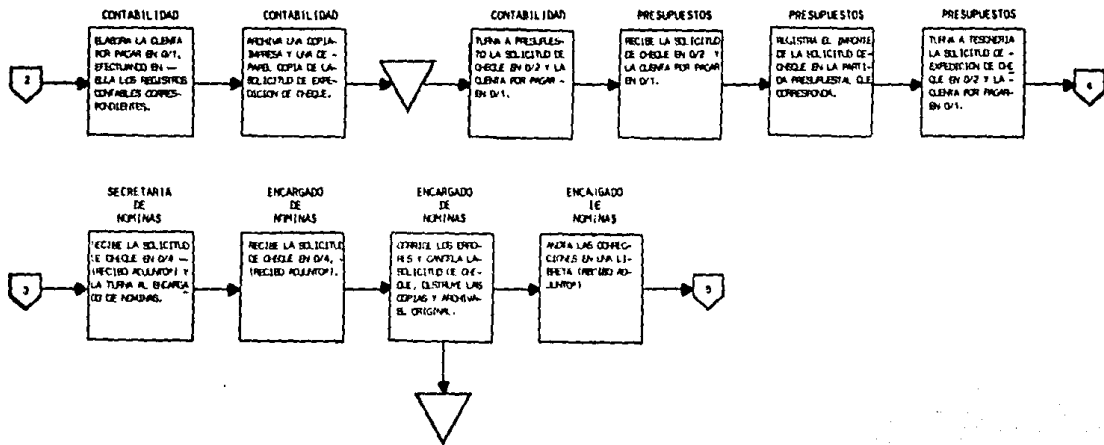 CONTABILIDAD
ELABORA LA CUENTA
POR PAGAR EN O/1,
EFECTUANDO EN —
ELLA LOS REGISTROS
CONTABLES CORRES-
PONDIENTES.
CONTABILIDAD
ARCHIVA UNA COPIA-
IMPRESA Y UNA DE-
PAPEL COPIA DE LA-
SOLICITUD DE EXPE-
DICION DE CHEQUE.
CONTABILIDAD
TURNA A PRESUPUES-
TO LA SOLICITUD DE
CHEQUE EN O/2 Y LA
CUENTA POR PAGAR -
EN O/1.
PRESUPUESTOS
RECIBE LA SOLICITUD
DE CHEQUE EN O/2 Y
LA CUENTA POR PAGAR
EN O/1.
PRESUPUESTOS
REGISTRA EL IMPORTE
DE LA SOLICITUD DE-
CHEQUE EN LA PARTI-
DA PRESUPUESTAL QUE
CORRESPONDA.
PRESUPUESTOS
TURNA A TESORERIA
LA SOLICITUD DE -
EXPEDICION DE CHE-
QUE EN O/2 Y LA -
CUENTA POR PAGAR-
EN O/1.
2
4
SECRETARIA
DE
NOMINAS
RECIBE LA SOLICITUD
DE CHEQUE EN O/4 —
(RECIBO ADJUNTO*) Y
LA TURNA AL ENCARGA
DO DE NOMINAS.
ENCARGADO
DE
NOMINAS
RECIBE LA SOLICITUD
DE CHEQUE EN O/4,
(RECIBO ADJUNTO*).
ENCARGADO
DE
NOMINAS
CORRIGE LOS ERRO-
RES Y CANCELA LA-
SOLICITUD DE CHE-
QUE, DESTRUYE LAS
COPIAS Y ARCHIVA-
EL ORIGINAL.
ENCARGADO
DE
NOMINAS
ANOTA LAS CORREC-
CIONES EN UNA LI-
BRETA (RECIBO AD-
JUNTO*)
3
5